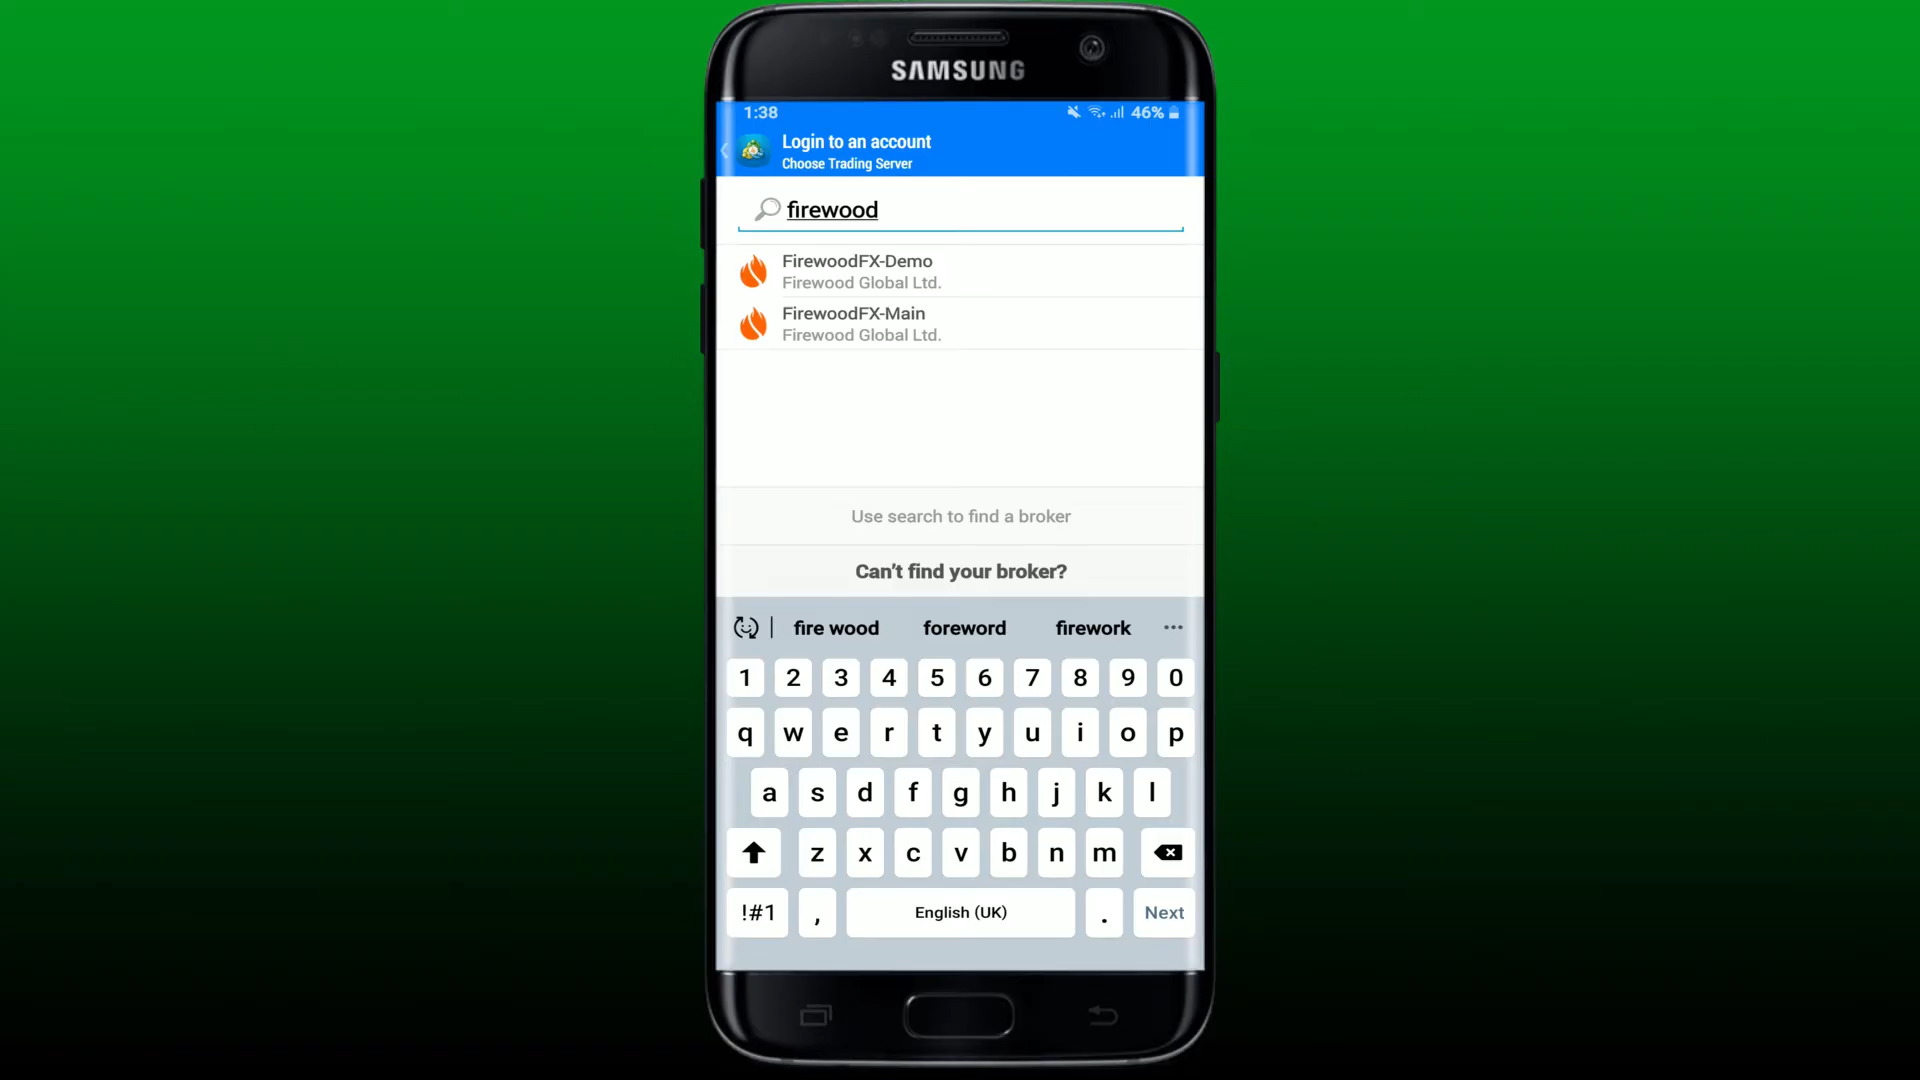 SAMSUNG
1:38 46%
Login to an account
Choose Trading Server
firewood
FirewoodFX-Demo
Firewood Global Ltd.
FirewoodFX-Main
Firewood Global Ltd.
Use search to find a broker
Can't find your broker?
fire wood foreword firework ...
1 2 3 4 5 6 7 8 9 0
q w e r t y u i o p
a s d f g h j k l
z x c v b n m
!#1 , English (UK) . Next